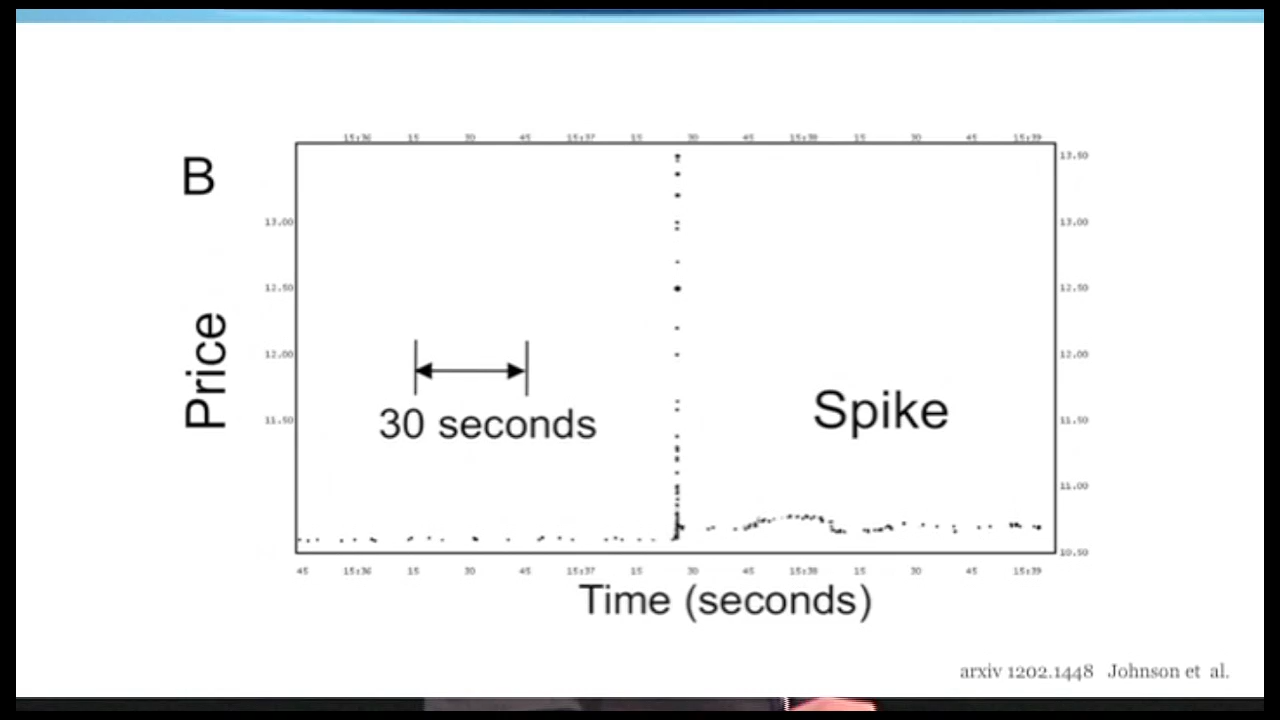 15:36 15 30 45 15:37 15 30 45 15:38 15 30 45 15:39
B
13.50
13.00 13.00
12.50 12.50
12.00 12.00
11.50 11.50
11.00
10.50
Price
30 seconds
Spike
45 15:36 15 30 45 15:37 15 30 45 15:38 15 30 45 15:39
Time (seconds)
arxiv 1202.1448 Johnson et al.